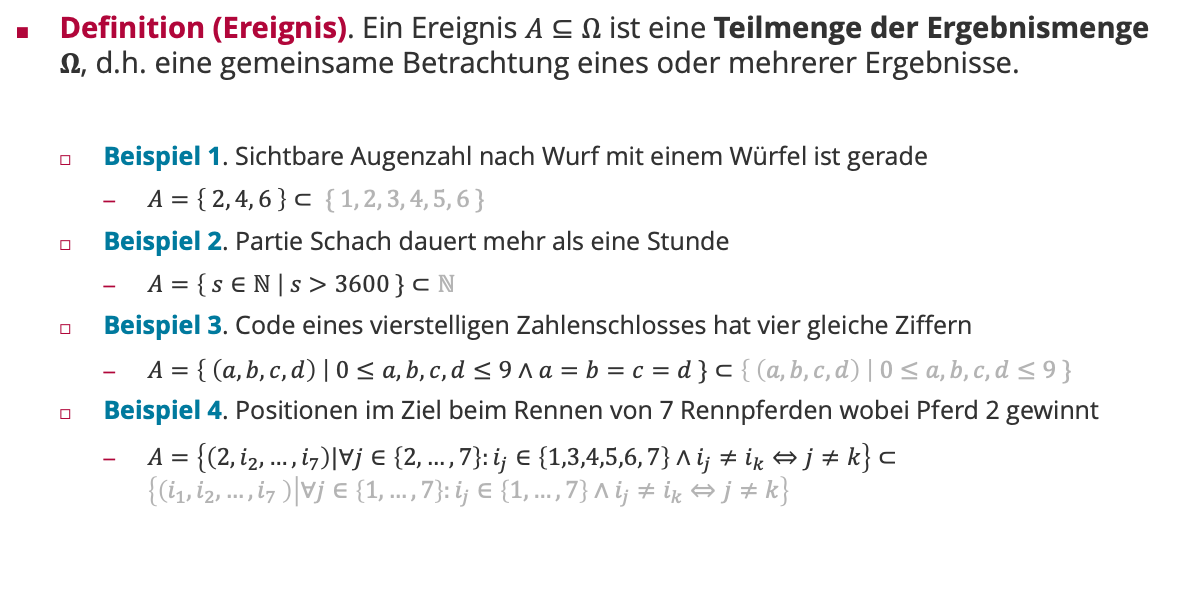 ▪ Definition (Ereignis). Ein Ereignis 𝐴 ⊆ Ω ist eine Teilmenge der Ergebnismenge
Ω, d.h. eine gemeinsame Betrachtung eines oder mehrerer Ergebnisse.
▫ Beispiel 1. Sichtbare Augenzahl nach Wurf mit einem Würfel ist gerade
– A = { 2, 4, 6 } ⊂ { 1, 2, 3, 4, 5, 6 }
▫ Beispiel 2. Partie Schach dauert mehr als eine Stunde
– A = { s ∈ ℕ | s > 3600 } ⊂ ℕ
▫ Beispiel 3. Code eines vierstelligen Zahlenschlosses hat vier gleiche Ziffern
– A = { (a, b, c, d) | 0 ≤ a, b, c, d ≤ 9 ∧ a = b = c = d } ⊂ { (a, b, c, d) | 0 ≤ a, b, c, d ≤ 9 }
▫ Beispiel 4. Positionen im Ziel beim Rennen von 7 Rennpferden wobei Pferd 2 gewinnt
– A = {(2, i₂, … , i₇)|∀j ∈ {2, … , 7}: iⱼ ∈ {1,3,4,5,6, 7} ∧ iⱼ ≠ iₖ ⇔ j ≠ k} ⊂
{(i₁, i₂, … , i₇ )|∀j ∈ {1, … , 7}: iⱼ ∈ {1, … , 7} ∧ iⱼ ≠ iₖ ⇔ j ≠ k}